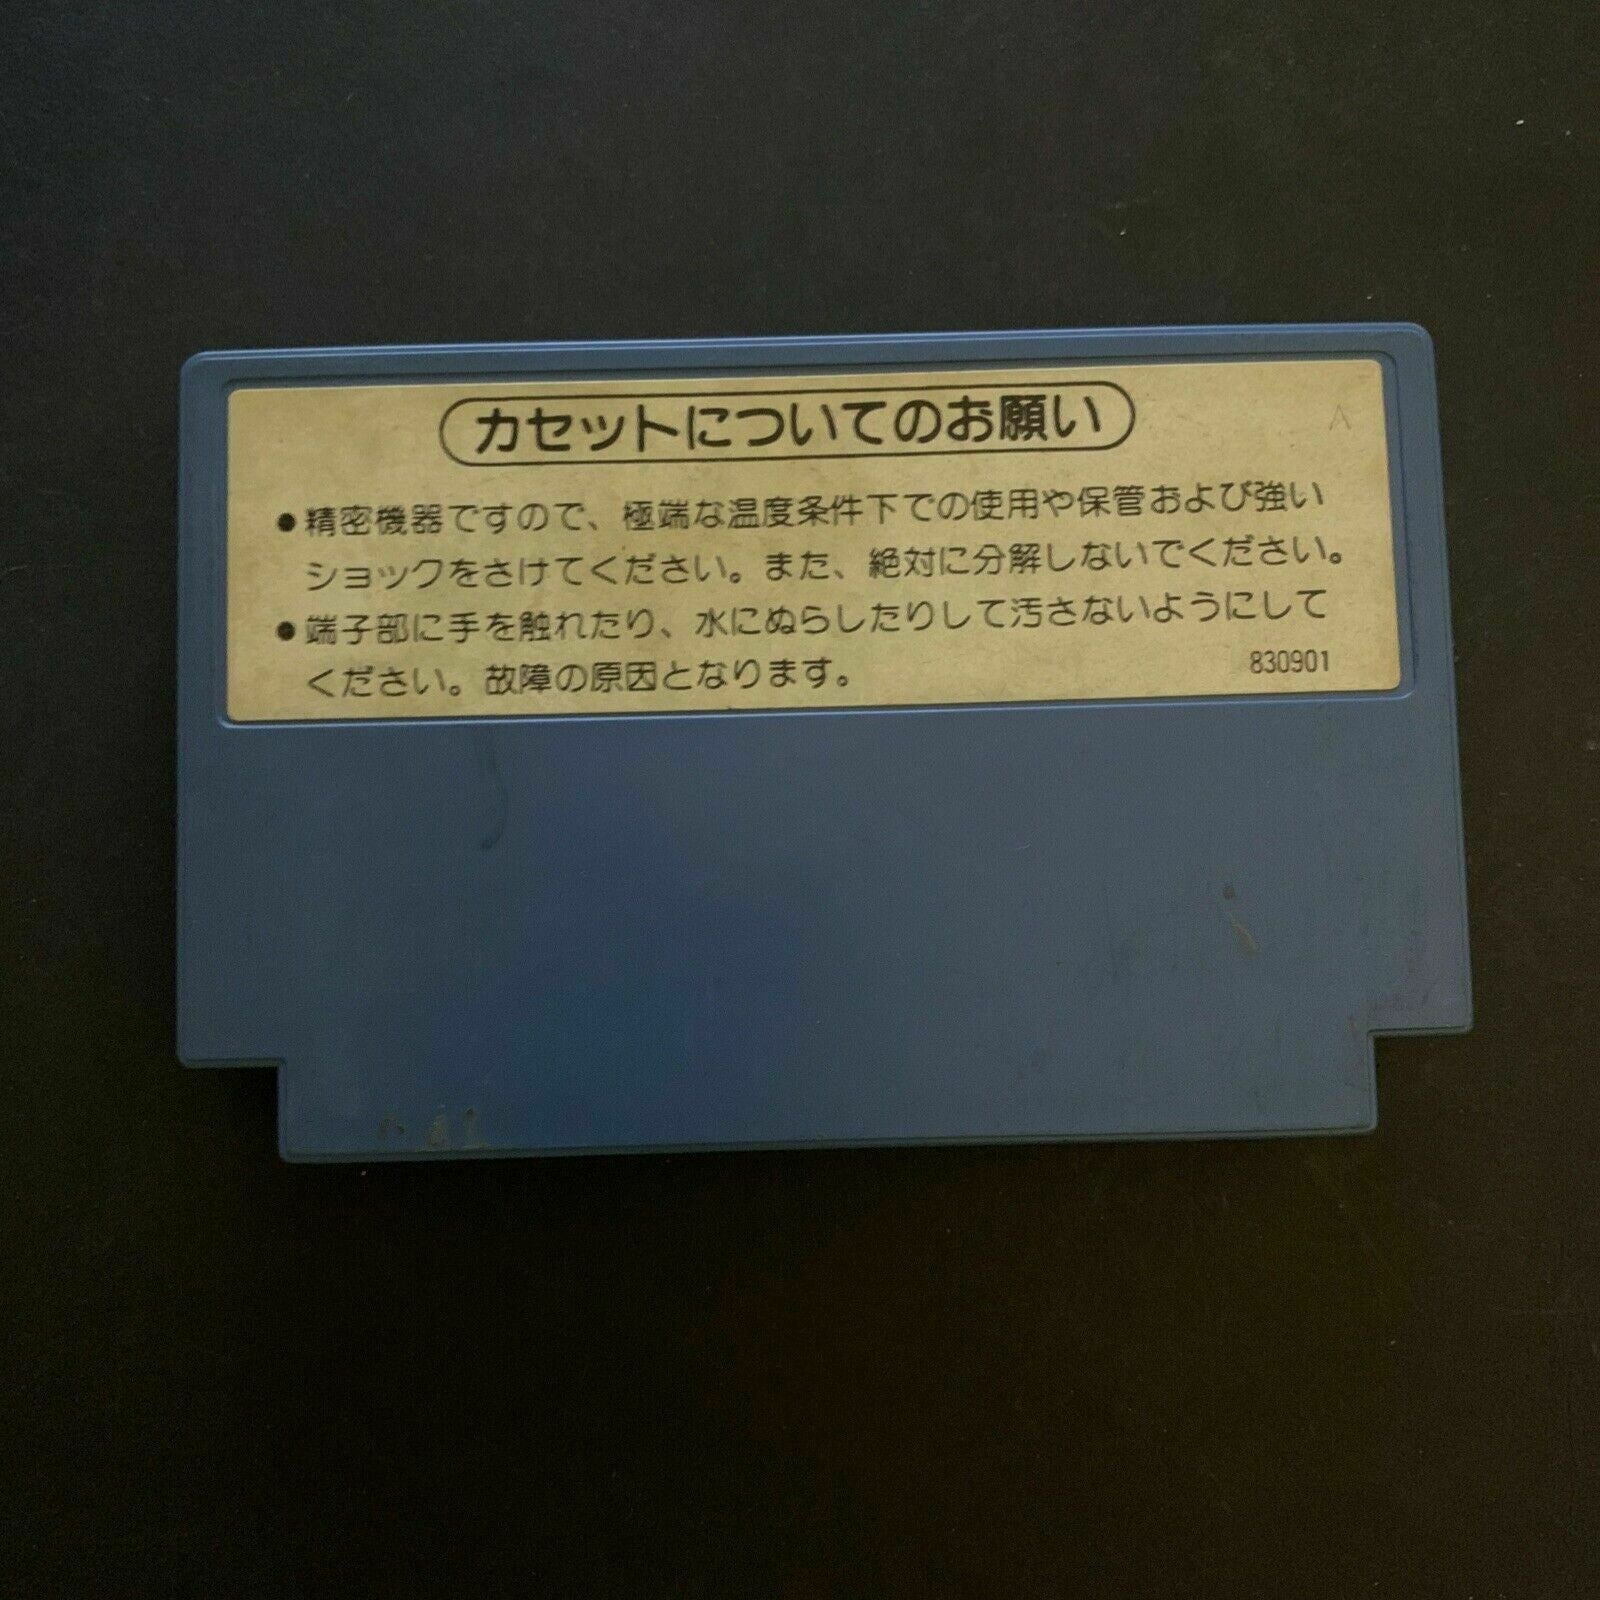 カセットについてのお願い
A
●精密機器ですので、極端な温度条件下での使用や保管および強い
ショックをさけてください。また、絶対に分解しないでください。
●端子部に手を触れたり、水にぬらしたりして汚さないようにして
ください。故障の原因となります。
830901